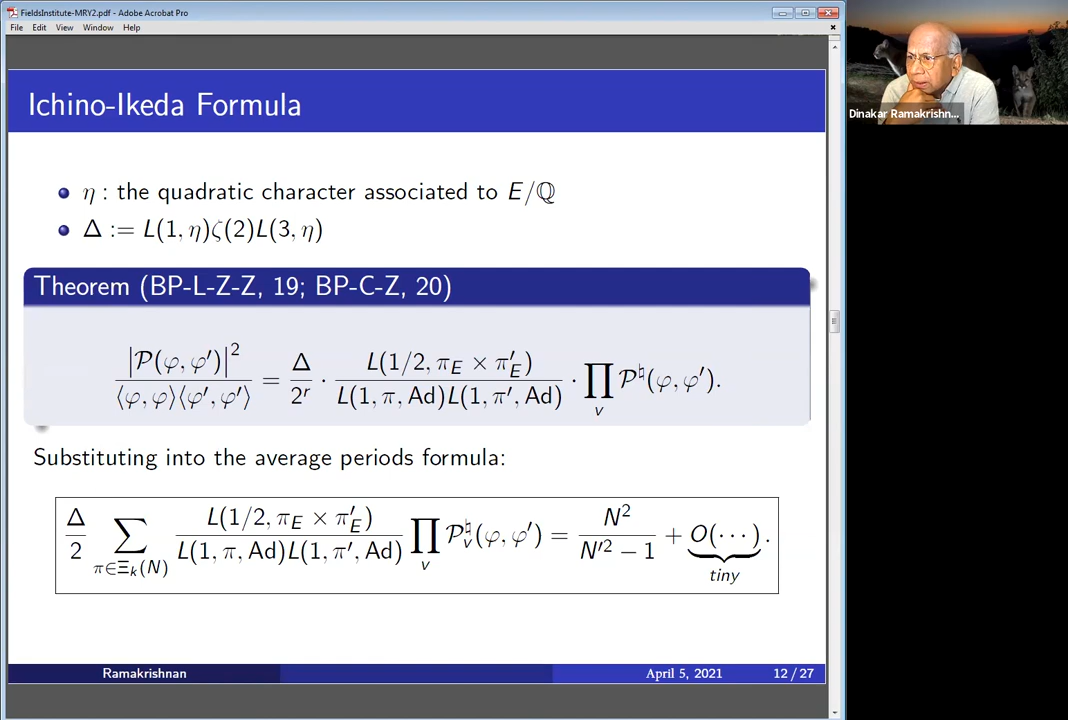 FieldsInstitute-MRY2.pdf - Adobe Acrobat Pro
File Edit View Window Help
Ichino-Ikeda Formula
η : the quadratic character associated to E/ℚ
Δ := L(1, η)ζ(2)L(3, η)
Theorem (BP-L-Z-Z, 19; BP-C-Z, 20)
|𝒫(φ, φ′)|² / ⟨φ, φ⟩⟨φ′, φ′⟩ = Δ/2^r · L(1/2, π_E × π′_E) / L(1, π, Ad)L(1, π′, Ad) · ∏_v 𝒫^♮(φ, φ′).
Substituting into the average periods formula:
Δ/2 ∑_{π∈Ξ_k(N)} L(1/2, π_E × π′_E) / L(1, π, Ad)L(1, π′, Ad) ∏_v 𝒫_v^♮(φ, φ′) = N² / N′² − 1 + O(· · ·).
tiny
Ramakrishnan April 5, 2021 12 / 27
Dinakar Ramakrishn...